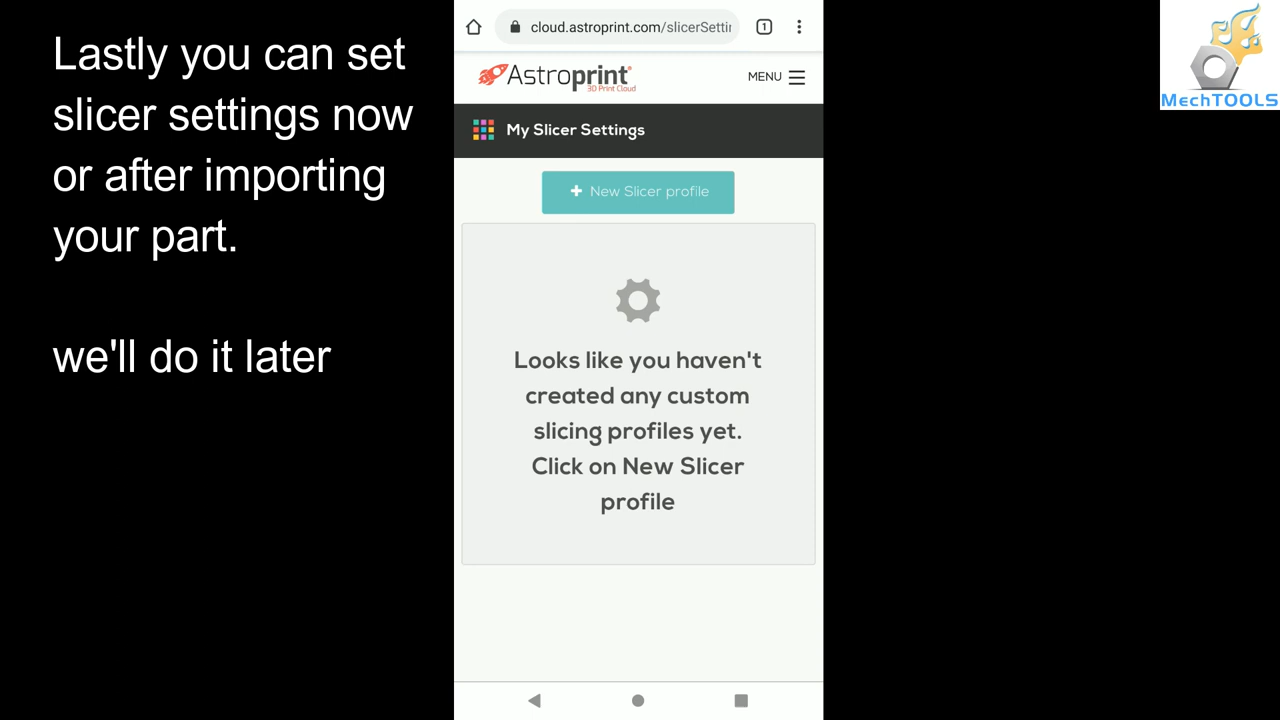 Lastly you can set
slicer settings now
or after importing
your part.
we'll do it later
cloud.astroprint.com/slicerSettin
1
Astroprint
3D Print Cloud
MENU
My Slicer Settings
+ New Slicer profile
Looks like you haven't
created any custom
slicing profiles yet.
Click on New Slicer
profile
MechTOOLS